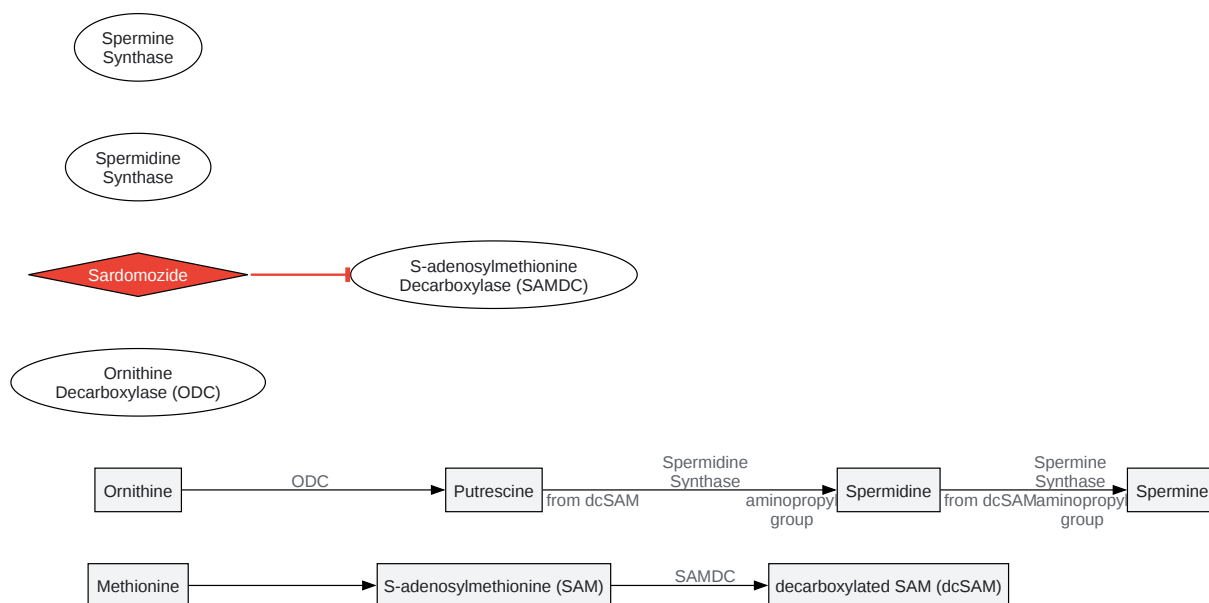 Spermine
Synthase
Spermidine
Synthase
Sardomozide
S-adenosylmethionine
Decarboxylase (SAMDC)
Ornithine
Decarboxylase (ODC)
Ornithine
ODC
Putrescine
Spermidine
Synthase
from dcSAM
aminopropyl
group
Spermidine
Spermine
Synthase
from dcSAM
aminopropyl
group
Spermine
Methionine
S-adenosylmethionine (SAM)
SAMDC
decarboxylated SAM (dcSAM)